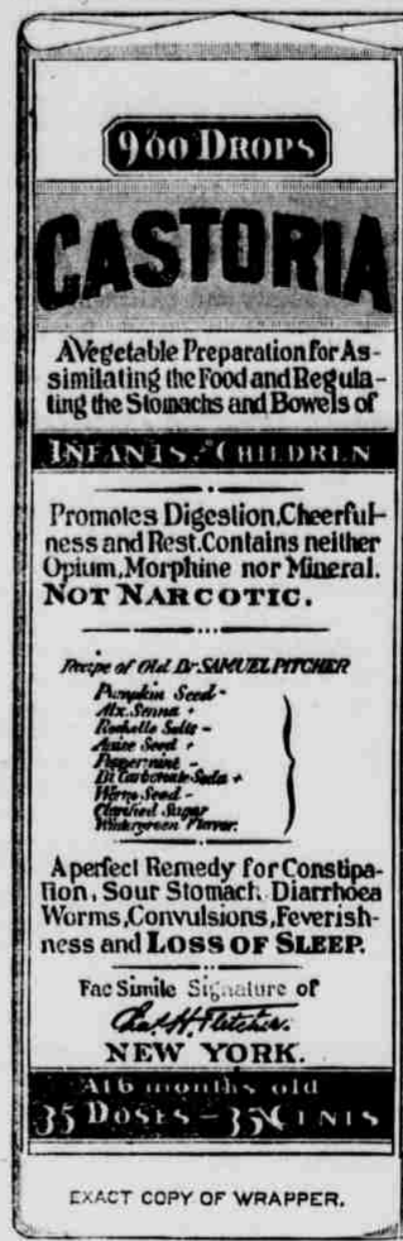 900 DROPS
CASTORIA
A Vegetable Preparation for As-
similating the Food and Regula-
ting the Stomachs and Bowels of
INFANTS & CHILDREN
Promotes Digestion, Cheerful-
ness and Rest. Contains neither
Opium, Morphine nor Mineral.
NOT NARCOTIC.
Recipe of Old Dr SAMUEL PITCHER
Pumpkin Seed -
Alx. Senna +
Rochelle Salts -
Anise Seed +
Peppermint -
Bi Carbonate Soda +
Worm Seed -
Clarified Sugar
Wintergreen Flavor.
A perfect Remedy for Constipa-
tion, Sour Stomach, Diarrhoea
Worms, Convulsions, Feverish-
ness and LOSS OF SLEEP.
Fac Simile Signature of
Chas. H. Fletcher.
NEW YORK.
At 6 months old
35 DOSES – 35 CENTS
EXACT COPY OF WRAPPER.